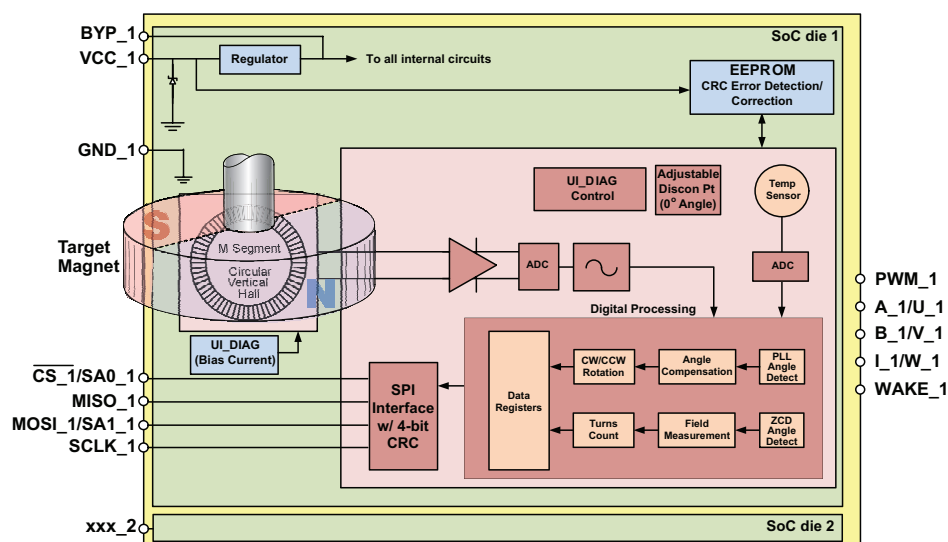 BYP_1
SoC die 1
VCC_1
Regulator
To all internal circuits
EEPROM
CRC Error Detection/
Correction
GND_1
UI_DIAG
Control
Adjustable
Discon Pt
(0° Angle)
Temp
Sensor
S
Target
Magnet
M Segment
Circular
Vertical
Hall
N
ADC
ADC
PWM_1
A_1/U_1
B_1/V_1
I_1/W_1
WAKE_1
Digital Processing
UI_DIAG
(Bias Current)
CS_1/SA0_1
MISO_1
MOSI_1/SA1_1
SCLK_1
SPI
Interface
w/ 4-bit
CRC
Data
Registers
CW/CCW
Rotation
Angle
Compensation
PLL
Angle
Detect
Turns
Count
Field
Measurement
ZCD
Angle
Detect
xxx_2
SoC die 2